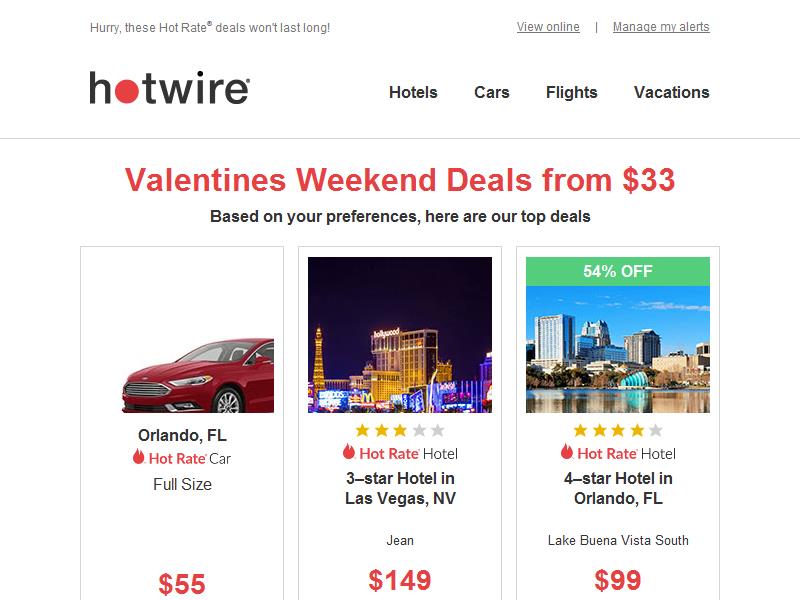 Hurry, these Hot Rate® deals won't last long!
View online | Manage my alerts
hotwire
Hotels Cars Flights Vacations
Valentines Weekend Deals from $33
Based on your preferences, here are our top deals
Orlando, FL
Hot Rate® Car
Full Size
$55
hollywood
Hot Rate® Hotel
3–star Hotel in
Las Vegas, NV
Jean
$149
54% OFF
Hot Rate® Hotel
4–star Hotel in
Orlando, FL
Lake Buena Vista South
$99